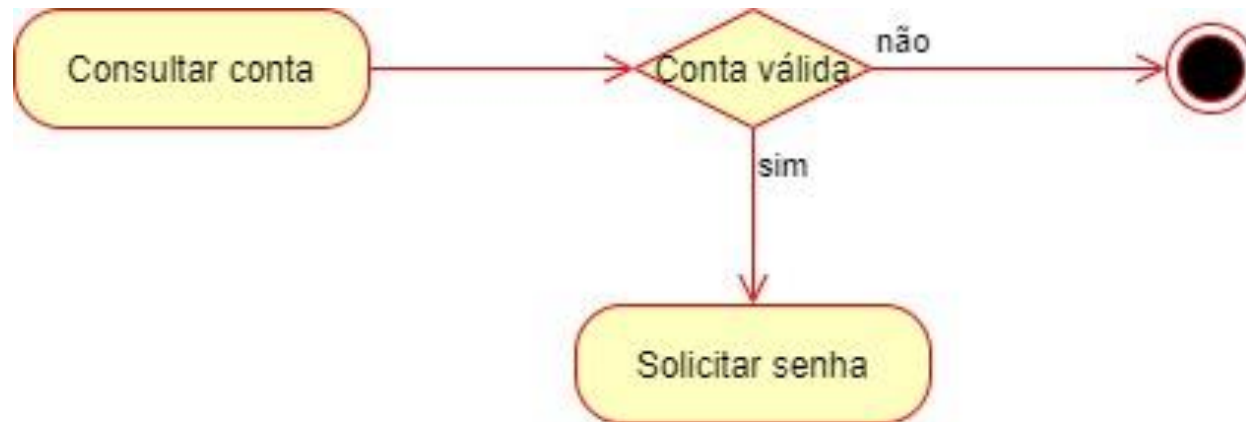 Consultar conta
Conta válida
não
sim
Solicitar senha